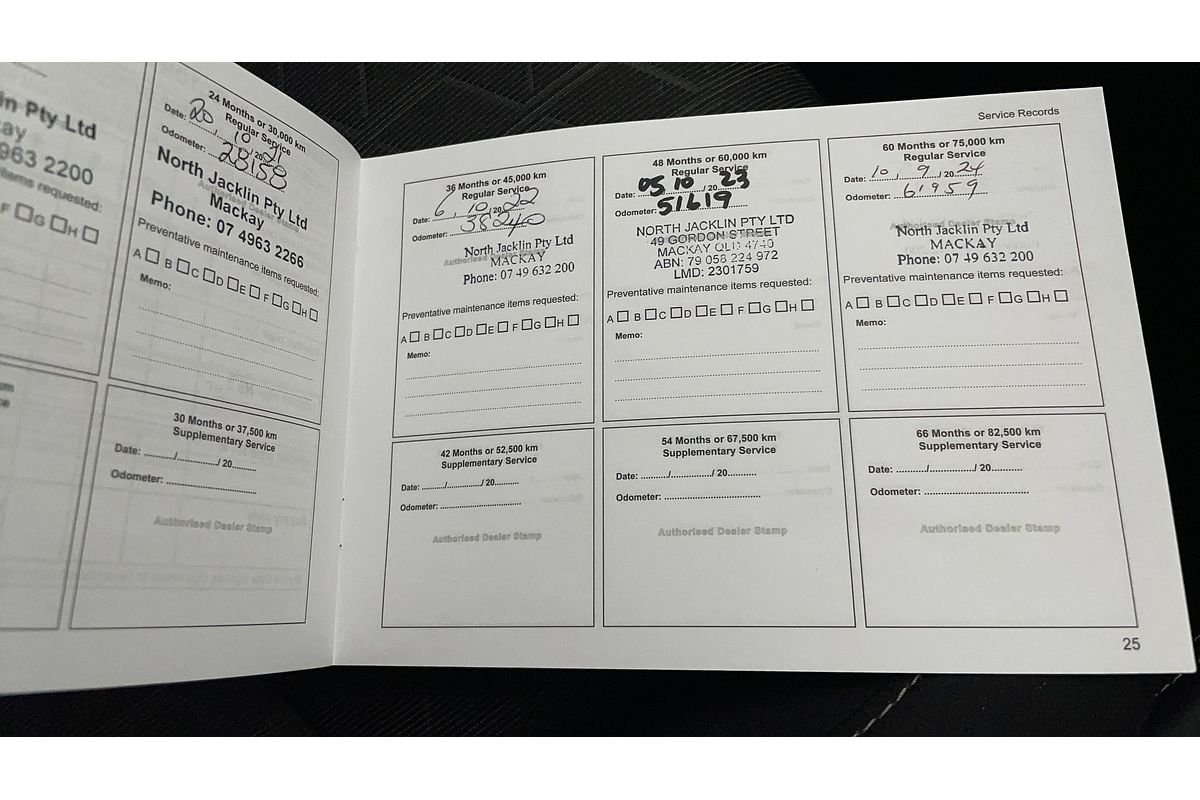 in Pty Ltd
ay
963 2200
items requested:
F G H
24 Months or 30,000 km
Regular Service
Date: 20 / 10 / 20 21
Odometer: 28158
North Jacklin Pty Ltd
Mackay
Phone: 07 4963 2266
Preventative maintenance items requested:
A B C D E F G H
Memo:
30 Months or 37,500 km
Supplementary Service
Date: ........./............../ 20.........
Odometer: ..............................
Authorised Dealer Stamp
Service Records
36 Months or 45,000 km
Regular Service
Date: 6 / 10 / 20 22
Odometer: 38240
North Jacklin Pty Ltd
MACKAY
Phone: 07 49 632 200
Preventative maintenance items requested:
A B C D E F G H
Memo:
48 Months or 60,000 km
Regular Service
Date: 05 10 20 23
Odometer: 51619
NORTH JACKLIN PTY LTD
49 GORDON STREET
MACKAY QLD 4740
ABN: 79 058 224 972
LMD: 2301759
Preventative maintenance items requested:
A B C D E F G H
Memo:
60 Months or 75,000 km
Regular Service
Date: 10 / 9 / 20 24
Odometer: 61959
Authorised Dealer Stamp
North Jacklin Pty Ltd
MACKAY
Phone: 07 49 632 200
Preventative maintenance items requested:
A B C D E F G H
Memo:
42 Months or 52,500 km
Supplementary Service
Date: ........./............../ 20.........
Odometer: ..............................
Authorised Dealer Stamp
54 Months or 67,500 km
Supplementary Service
Date: ........./............../ 20.........
Odometer: ..............................
Authorised Dealer Stamp
66 Months or 82,500 km
Supplementary Service
Date: ........./............../ 20.........
Odometer: ..............................
Authorised Dealer Stamp
25